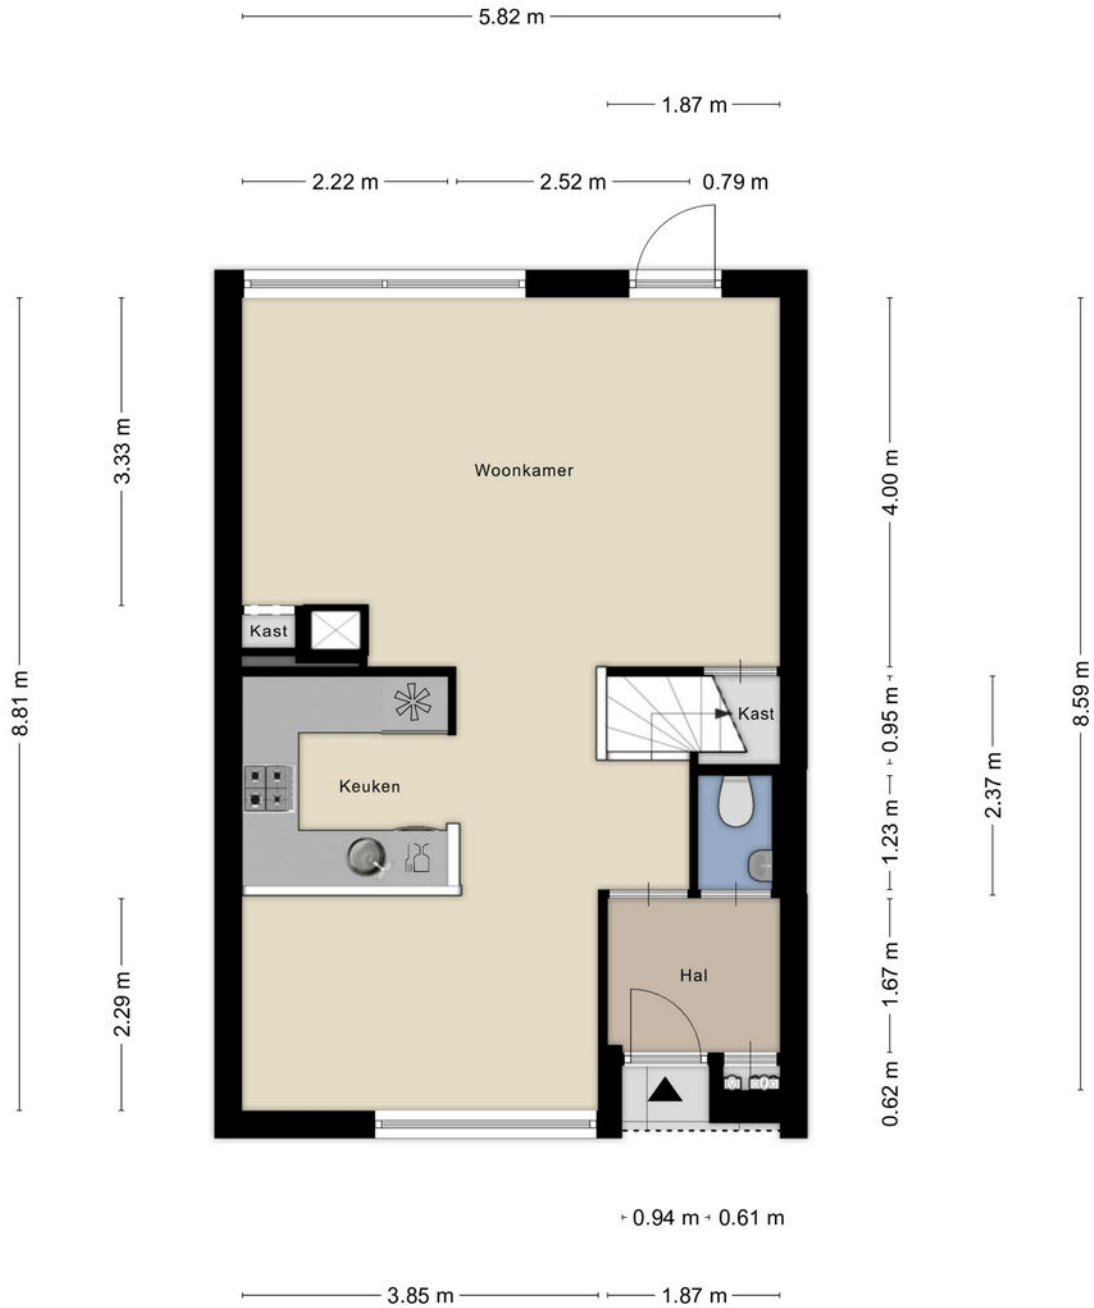 5.82 m
1.87 m
2.22 m
2.52 m
0.79 m
3.33 m
4.00 m
Woonkamer
Kast
8.81 m
8.59 m
Kast
0.95 m
2.37 m
Keuken
1.23 m
2.29 m
Hal
1.67 m
0.62 m
0.94 m
0.61 m
3.85 m
1.87 m